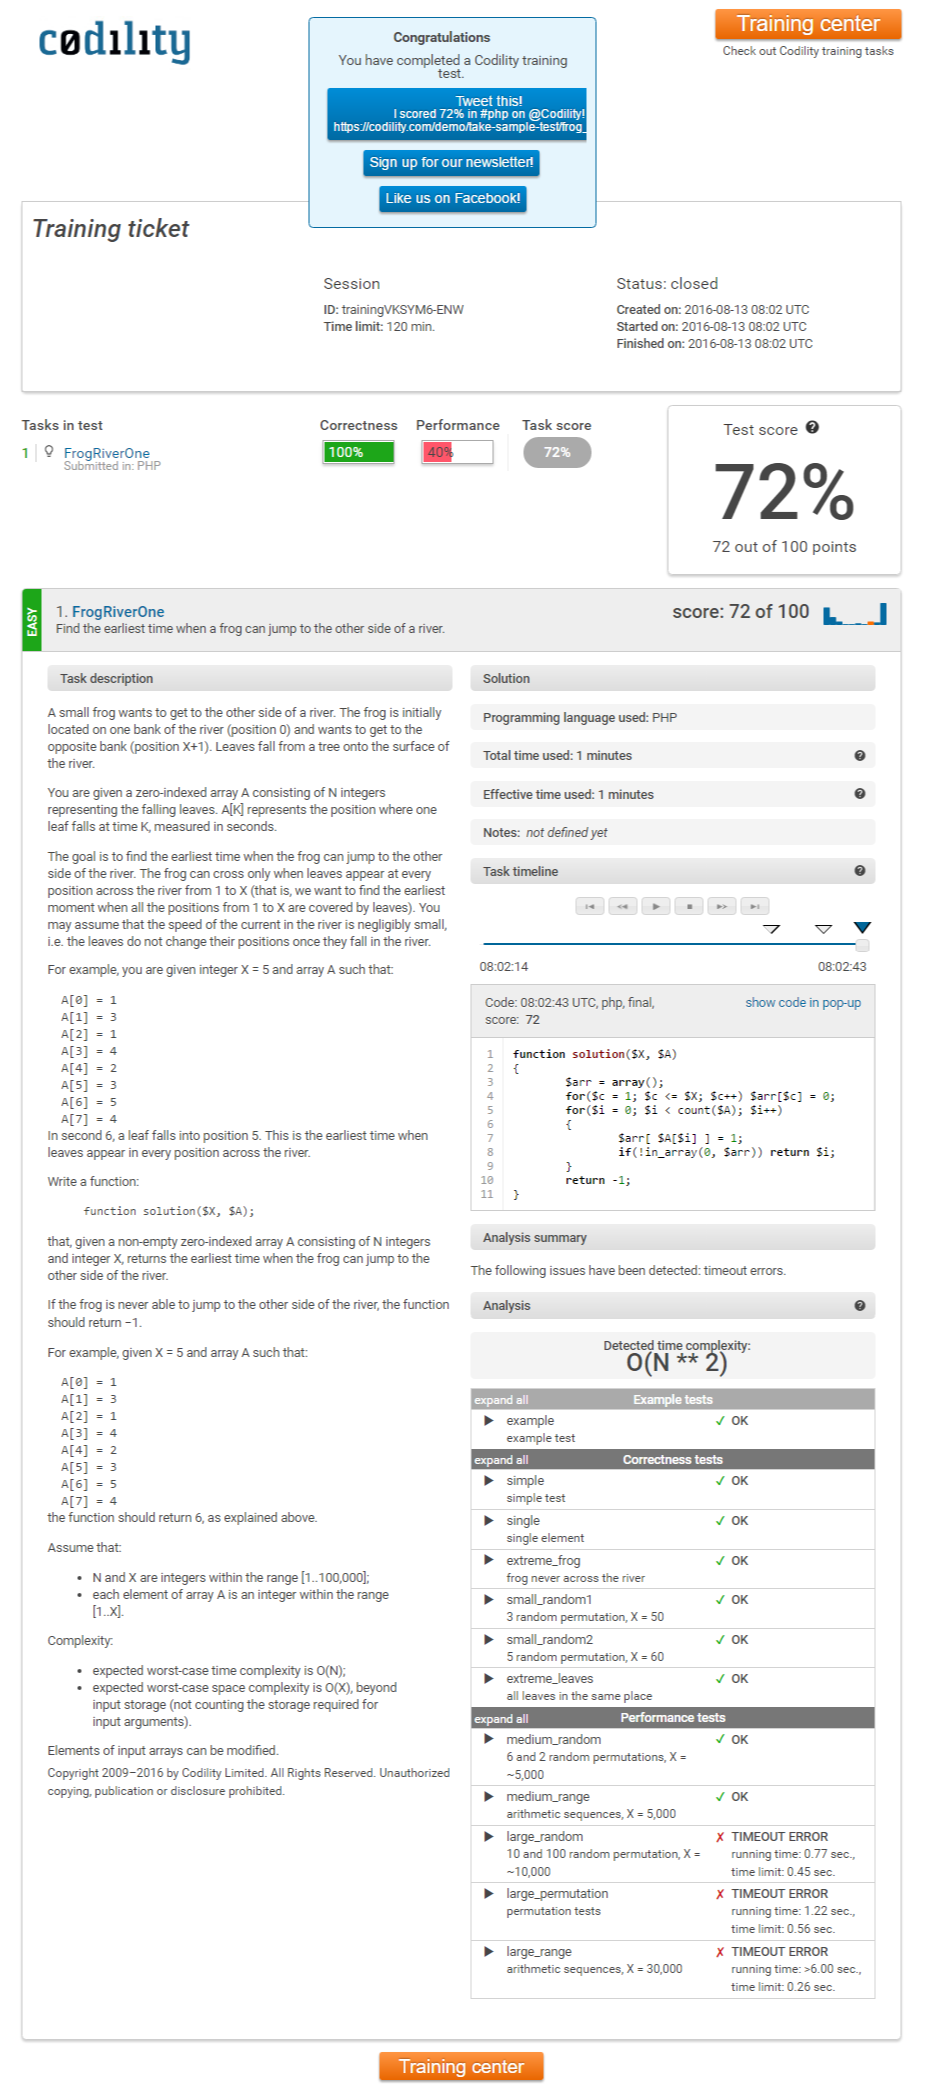 codility
Congratulations
You have completed a Codility training
test.
Tweet this!
I scored 72% in #php on @Codility!
https://codility.com/demo/take-sample-test/frog_
Sign up for our newsletter!
Like us on Facebook!
Training center
Check out Codility training tasks
Training ticket
Session
ID: trainingVKSYM6-ENW
Time limit: 120 min.
Status: closed
Created on: 2016-08-13 08:02 UTC
Started on: 2016-08-13 08:02 UTC
Finished on: 2016-08-13 08:02 UTC
Tasks in test
1 FrogRiverOne
Submitted in: PHP
Correctness
100%
Performance
40%
Task score
72%
Test score ?
72%
72 out of 100 points
EASY
1. FrogRiverOne
Find the earliest time when a frog can jump to the other side of a river.
score: 72 of 100
Task description
A small frog wants to get to the other side of a river. The frog is initially
located on one bank of the river (position 0) and wants to get to the
opposite bank (position X+1). Leaves fall from a tree onto the surface of
the river.
You are given a zero-indexed array A consisting of N integers
representing the falling leaves. A[K] represents the position where one
leaf falls at time K, measured in seconds.
The goal is to find the earliest time when the frog can jump to the other
side of the river. The frog can cross only when leaves appear at every
position across the river from 1 to X (that is, we want to find the earliest
moment when all the positions from 1 to X are covered by leaves). You
may assume that the speed of the current in the river is negligibly small,
i.e. the leaves do not change their positions once they fall in the river.
For example, you are given integer X = 5 and array A such that:
A[0] = 1
A[1] = 3
A[2] = 1
A[3] = 4
A[4] = 2
A[5] = 3
A[6] = 5
A[7] = 4
In second 6, a leaf falls into position 5. This is the earliest time when
leaves appear in every position across the river.
Write a function:
function solution($X, $A);
that, given a non-empty zero-indexed array A consisting of N integers
and integer X, returns the earliest time when the frog can jump to the
other side of the river.
If the frog is never able to jump to the other side of the river, the function
should return −1.
For example, given X = 5 and array A such that:
A[0] = 1
A[1] = 3
A[2] = 1
A[3] = 4
A[4] = 2
A[5] = 3
A[6] = 5
A[7] = 4
the function should return 6, as explained above.
Assume that:
• N and X are integers within the range [1..100,000];
• each element of array A is an integer within the range
[1..X].
Complexity:
• expected worst-case time complexity is O(N);
• expected worst-case space complexity is O(X), beyond
input storage (not counting the storage required for
input arguments).
Elements of input arrays can be modified.
Copyright 2009–2016 by Codility Limited. All Rights Reserved. Unauthorized
copying, publication or disclosure prohibited.
Solution
Programming language used: PHP
Total time used: 1 minutes ?
Effective time used: 1 minutes ?
Notes: not defined yet
Task timeline ?
08:02:14
08:02:43
Code: 08:02:43 UTC, php, final,
score: 72
show code in pop-up
1 function solution($X, $A)
2 {
3 $arr = array();
4 for($c = 1; $c <= $X; $c++) $arr[$c] = 0;
5 for($i = 0; $i < count($A); $i++)
6 {
7 $arr[ $A[$i] ] = 1;
8 if(!in_array(0, $arr)) return $i;
9 }
10 return -1;
11 }
Analysis summary
The following issues have been detected: timeout errors.
Analysis ?
Detected time complexity:
O(N ** 2)
expand all Example tests
example ✓ OK
example test
expand all Correctness tests
simple ✓ OK
simple test
single ✓ OK
single element
extreme_frog ✓ OK
frog never across the river
small_random1 ✓ OK
3 random permutation, X = 50
small_random2 ✓ OK
5 random permutation, X = 60
extreme_leaves ✓ OK
all leaves in the same place
expand all Performance tests
medium_random ✓ OK
6 and 2 random permutations, X =
~5,000
medium_range ✓ OK
arithmetic sequences, X = 5,000
large_random ✗ TIMEOUT ERROR
10 and 100 random permutation, X = running time: 0.77 sec.,
~10,000 time limit: 0.45 sec.
large_permutation ✗ TIMEOUT ERROR
permutation tests running time: 1.22 sec.,
time limit: 0.56 sec.
large_range ✗ TIMEOUT ERROR
arithmetic sequences, X = 30,000 running time: >6.00 sec.,
time limit: 0.26 sec.
Training center